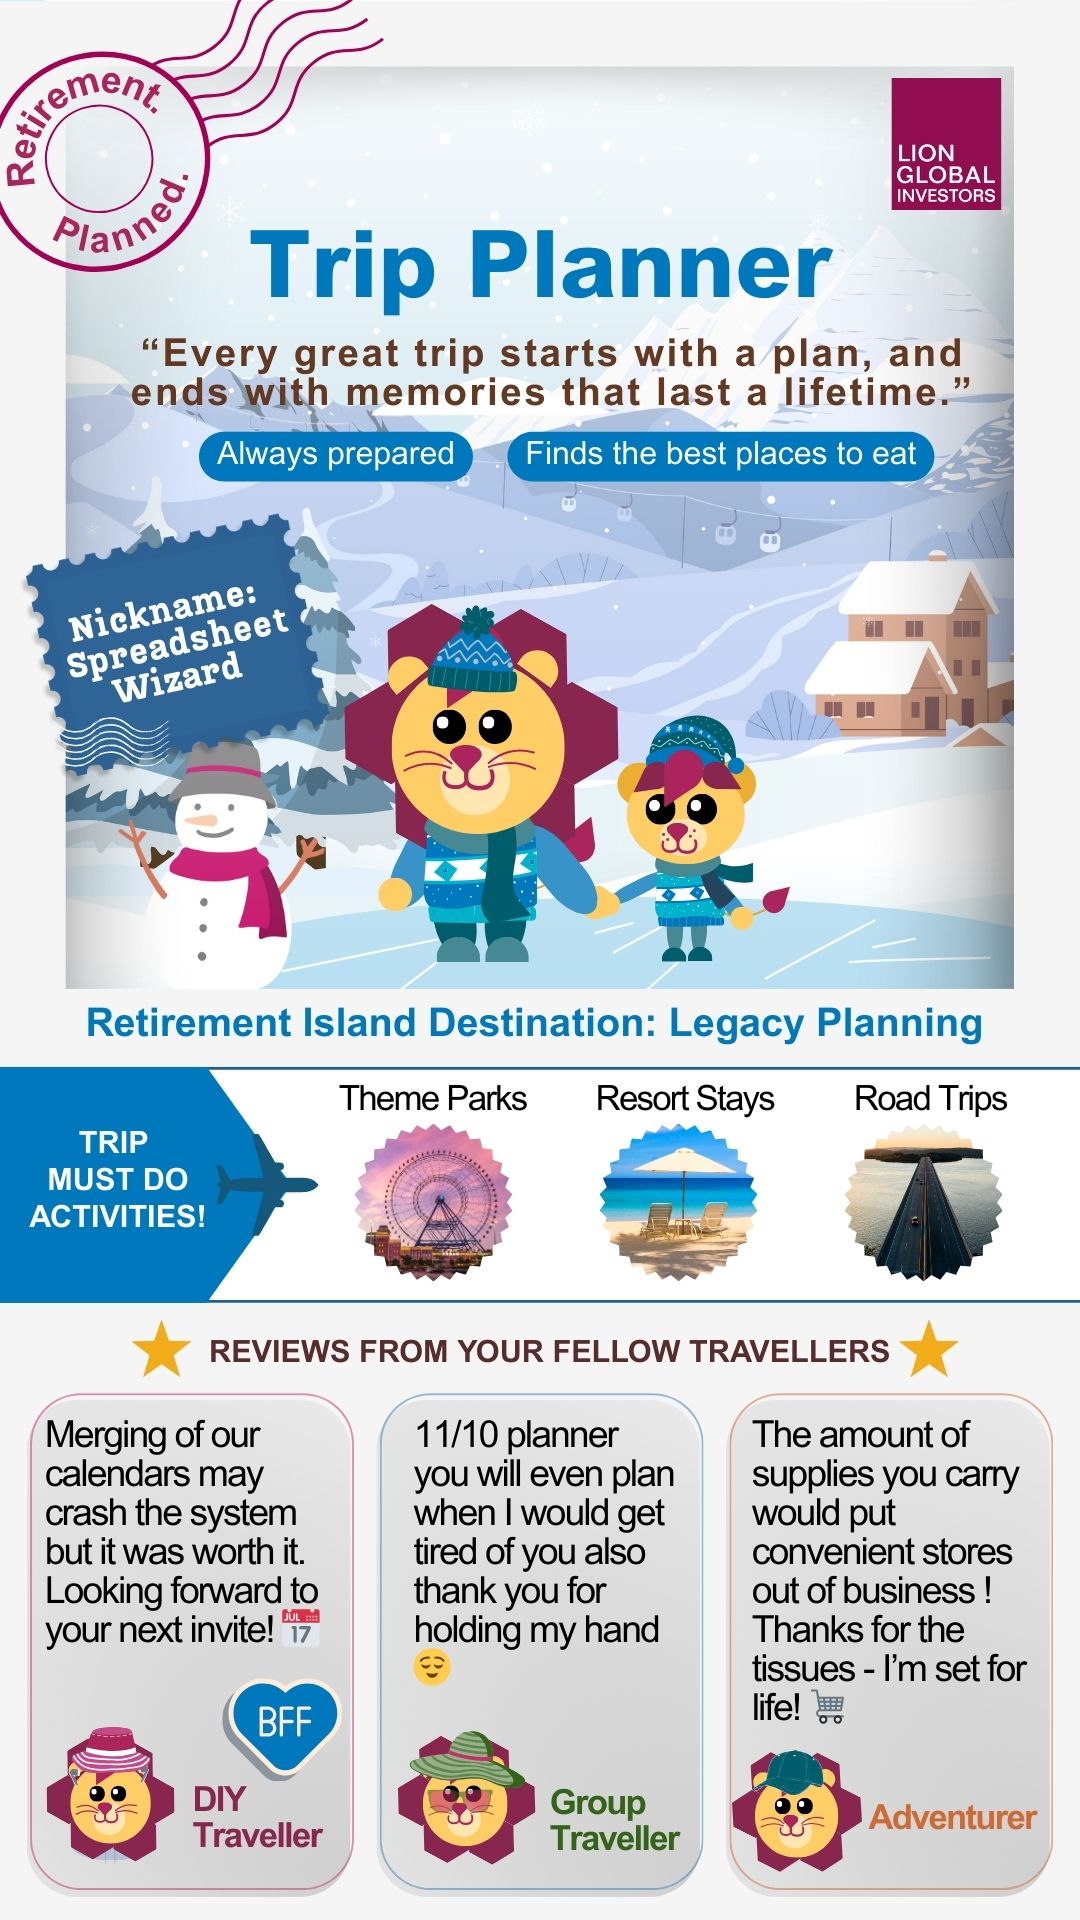 Retirement.
Planned.
LION
GLOBAL
INVESTORS
Trip Planner
“Every great trip starts with a plan, and
ends with memories that last a lifetime.”
Always prepared
Finds the best places to eat
Nickname:
Spreadsheet
Wizard
Retirement Island Destination: Legacy Planning
TRIP
MUST DO
ACTIVITIES!
Theme Parks
Resort Stays
Road Trips
REVIEWS FROM YOUR FELLOW TRAVELLERS
Merging of our
calendars may
crash the system
but it was worth it.
Looking forward to
your next invite!
JUL
17
BFF
DIY
Traveller
11/10 planner
you will even plan
when I would get
tired of you also
thank you for
holding my hand
Group
Traveller
The amount of
supplies you carry
would put
convenient stores
out of business !
Thanks for the
tissues - I’m set for
life!
Adventurer